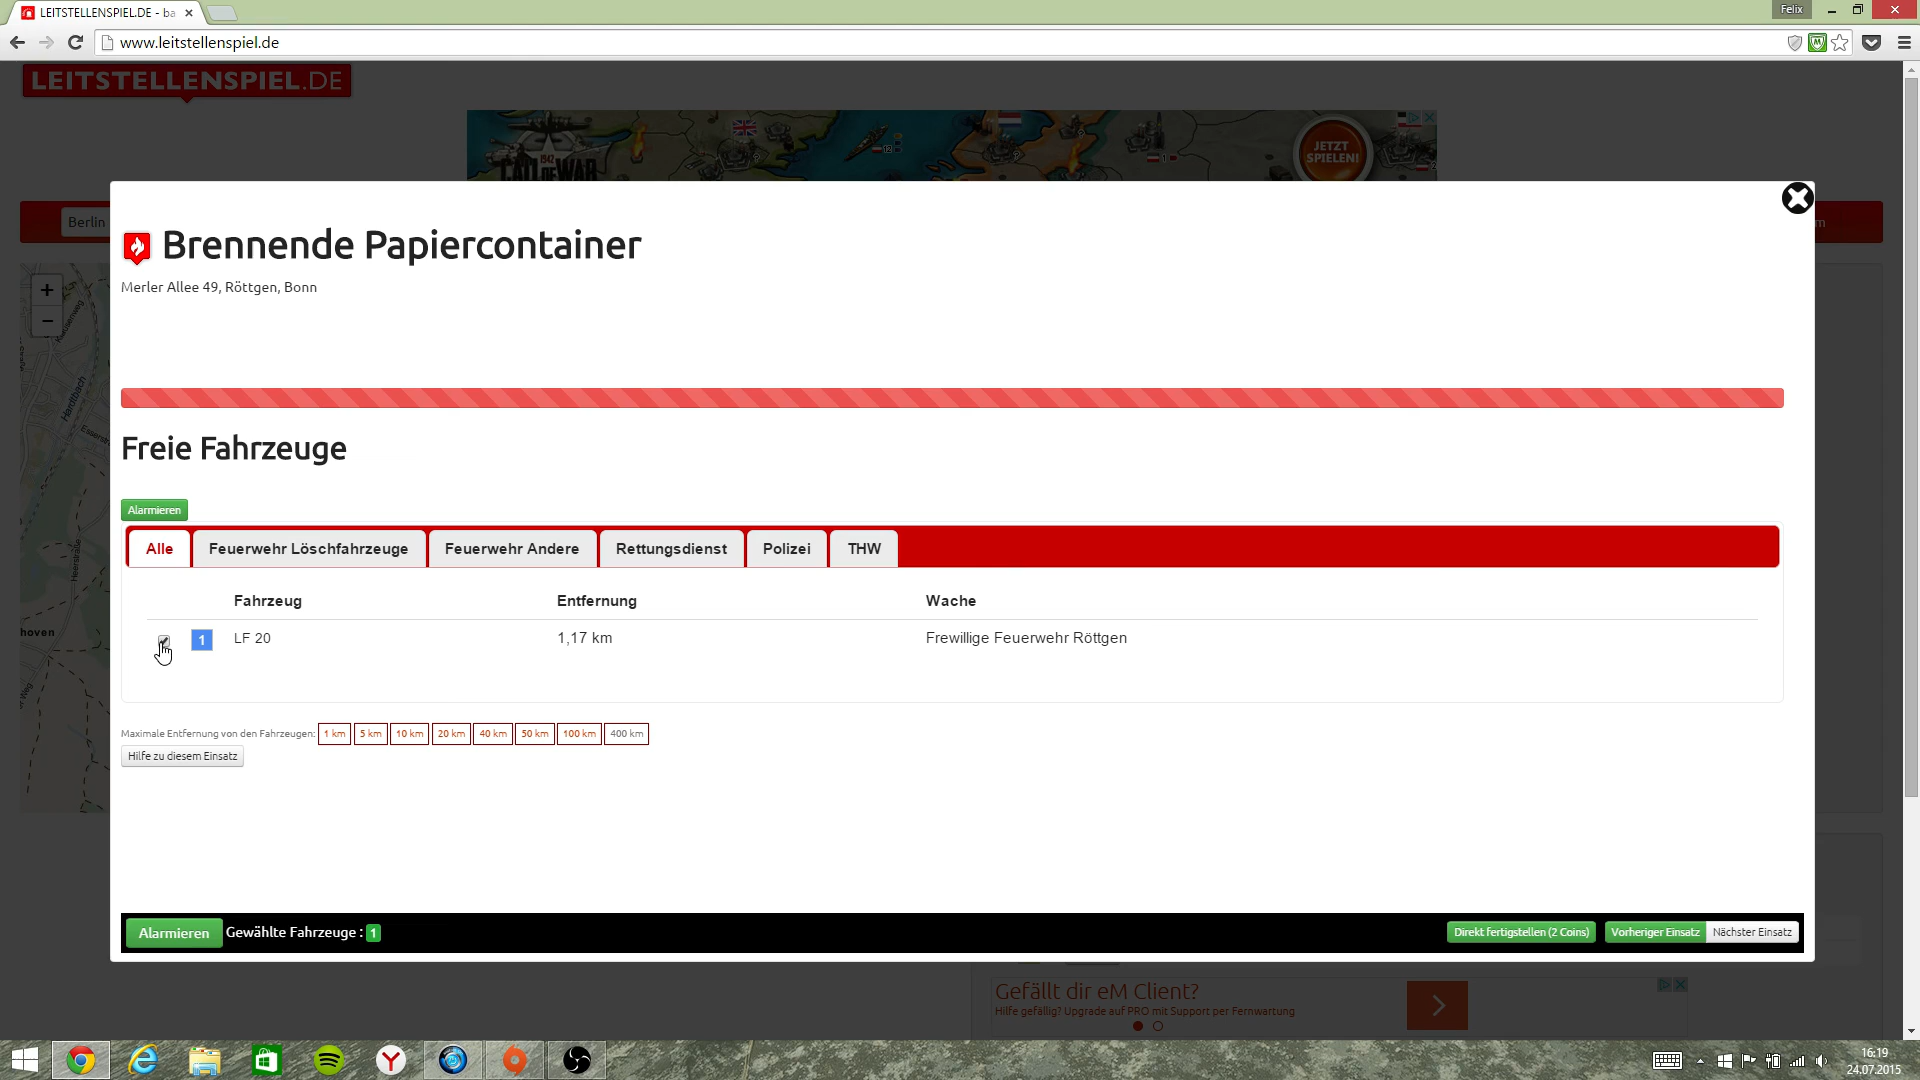 LEITSTELLENSPIEL.DE - ba
Felix
www.leitstellenspiel.de
LEITSTELLENSPIEL.DE
1942
CALL OF WAR
JETZT
SPIELEN!
Berlin
Brennende Papiercontainer
Merler Allee 49, Röttgen, Bonn
+
−
Hardtbach
Freie Fahrzeuge
Alarmieren
Alle Feuerwehr Löschfahrzeuge Feuerwehr Andere Rettungsdienst Polizei THW
Fahrzeug Entfernung Wache
1 LF 20 1,17 km Frewillige Feuerwehr Röttgen
hoven
Maximale Entfernung von den Fahrzeugen: 1 km 5 km 10 km 20 km 40 km 50 km 100 km 400 km
Hilfe zu diesem Einsatz
Alarmieren Gewählte Fahrzeuge : 1 Direkt fertigstellen (2 Coins) Vorheriger Einsatz Nächster Einsatz
Gefällt dir eM Client?
Hilfe gefällig? Upgrade auf PRO mit Support per Fernwartung
16:19
24.07.2015